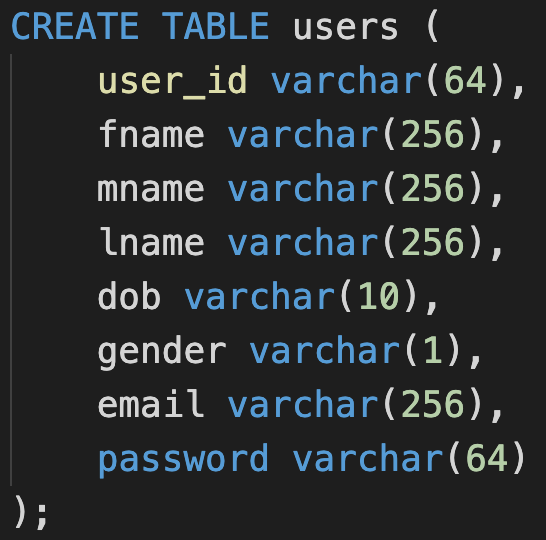 CREATE TABLE users (
    user_id varchar(64),
    fname varchar(256),
    mname varchar(256),
    lname varchar(256),
    dob varchar(10),
    gender varchar(1),
    email varchar(256),
    password varchar(64)
);